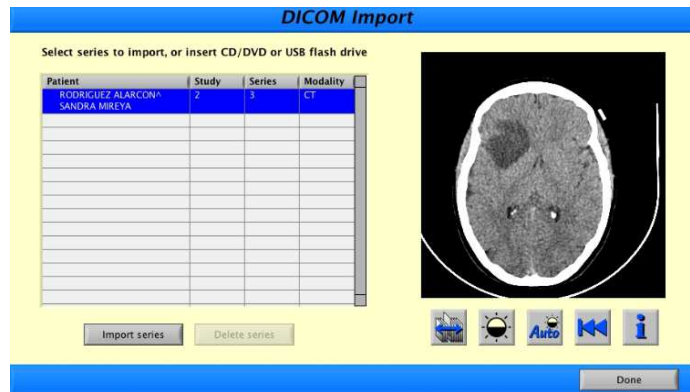 DICOM Import
Select series to import, or insert CD/DVD or USB flash drive
Patient Study Series Modality
RODRIGUEZ ALARCON^ 2 3 CT
SANDRA MIREYA
Auto
i
Import series Delete series
Done